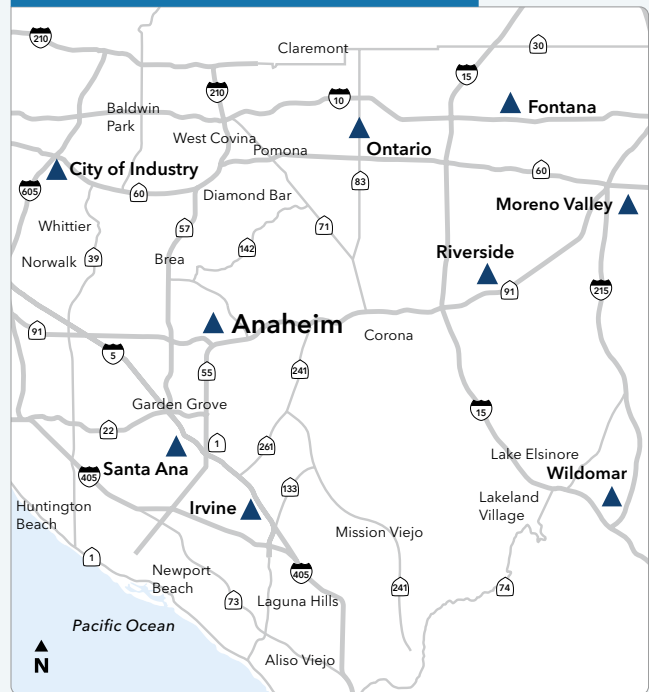 210
Claremont
30
15
210
10
Fontana
Baldwin
Park
West Covina
Pomona
Ontario
City of Industry
60
605
60
83
Diamond Bar
Moreno Valley
Whittier
57
71
142
Riverside
Norwalk
39
Brea
91
215
Anaheim
91
Corona
5
55
241
Garden Grove
15
22
1
261
Lake Elsinore
405
Santa Ana
Wildomar
133
Lakeland
Village
Irvine
Huntington
Beach
Mission Viejo
1
Newport
Beach
405
241
74
73
Laguna Hills
Pacific Ocean
N
Aliso Viejo